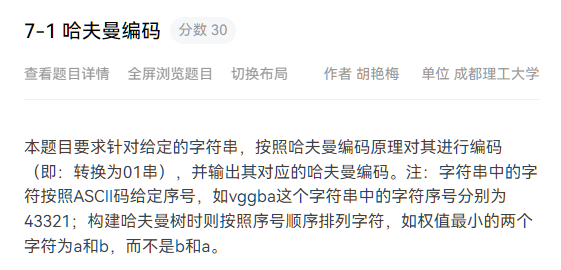 7-1 哈夫曼编码 分数 30
查看题目详情 全屏浏览题目 切换布局 作者 胡艳梅 单位 成都理工大学
本题目要求针对给定的字符串，按照哈夫曼编码原理对其进行编码
（即：转换为01串），并输出其对应的哈夫曼编码。注：字符串中的字
符按照ASCII码给定序号，如vggba这个字符串中的字符序号分别为
43321；构建哈夫曼树时则按照序号顺序排列字符，如权值最小的两个
字符为a和b，而不是b和a。